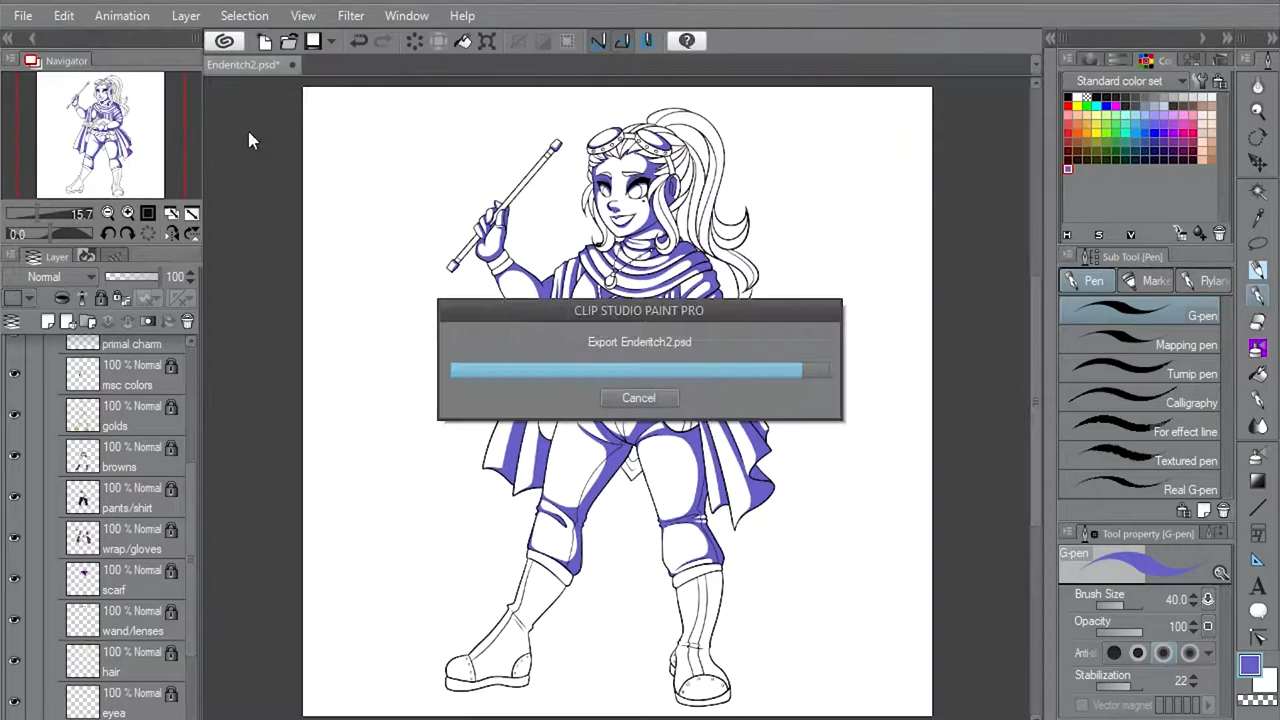 File Edit Animation Layer Selection View Filter Window Help
Navigator
Enderitch2.psd*
Standard color set
15.7
0.0
H S V
Layer
Normal 100
Sub Tool [Pen]
Pen Marke Flyian
primal charm
100 % Normal
msc colors
100 % Normal
golds
100 % Normal
browns
100 % Normal
pants/shirt
100 % Normal
wrap/gloves
100 % Normal
scarf
100 % Normal
wand/lenses
100 % Normal
hair
100 % Normal
eyea
CLIP STUDIO PAINT PRO
Export Enderitch2.psd
Cancel
G-pen
Mapping pen
Turnip pen
Calligraphy
For effect line
Textured pen
Real G-pen
Tool property [G-pen]
G-pen
Brush Size 40.0
Opacity 100
Anti-a
Stabilization
22
Vector magnet